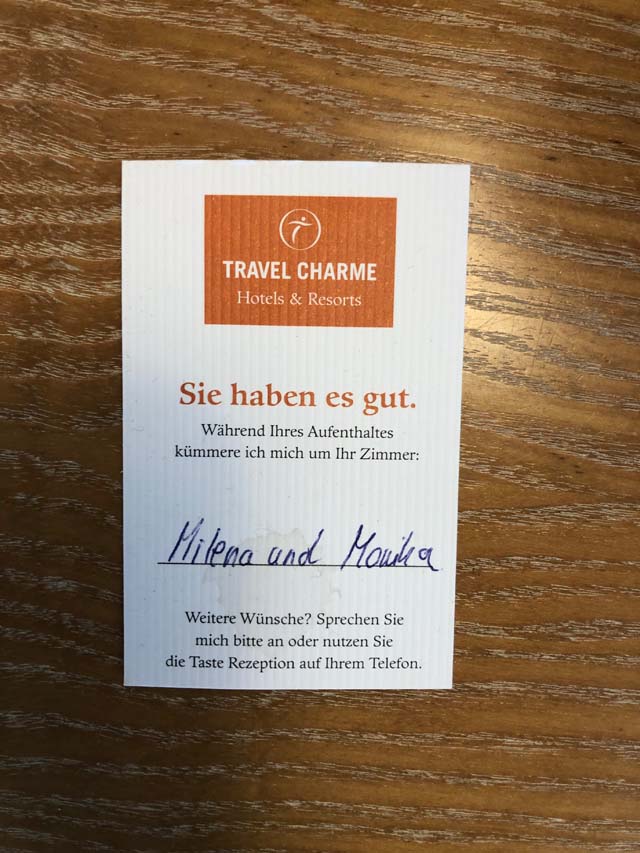 TRAVEL CHARME
Hotels & Resorts
Sie haben es gut.
Während Ihres Aufenthaltes
kümmere ich mich um Ihr Zimmer:
Milena und Monika
Weitere Wünsche? Sprechen Sie
mich bitte an oder nutzen Sie
die Taste Rezeption auf Ihrem Telefon.